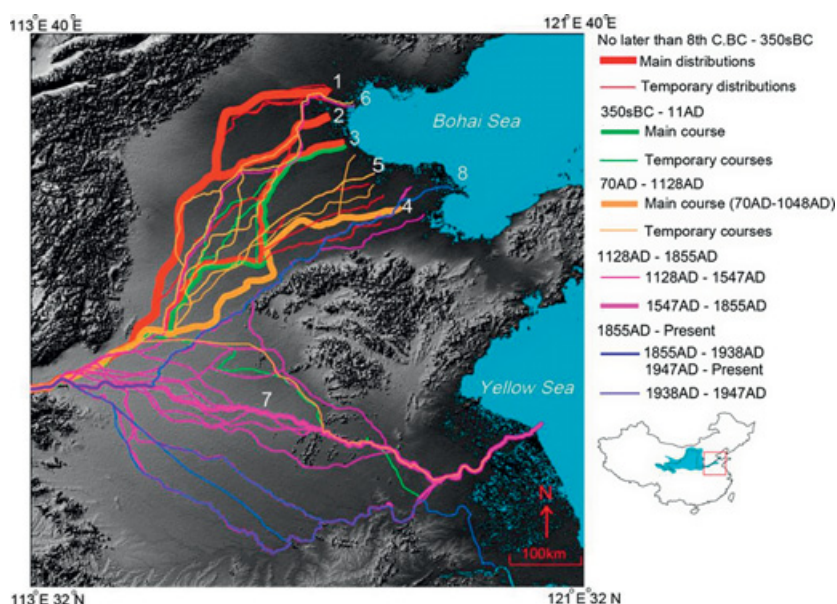 113°40'
121°40'
1
6
2
Bohai Sea
3
5
8
4
7
Yellow Sea
N
100km
113°32'N
121°32'N
No later than 8th C.BC - 350sBC
Main distributions
Temporary distributions
350sBC - 11AD
Main course
Temporary courses
70AD - 1128AD
Main course (70AD-1048AD)
Temporary courses
1128AD - 1855AD
1128AD - 1547AD
1547AD - 1855AD
1855AD - Present
1855AD - 1938AD
1947AD - Present
1938AD - 1947AD